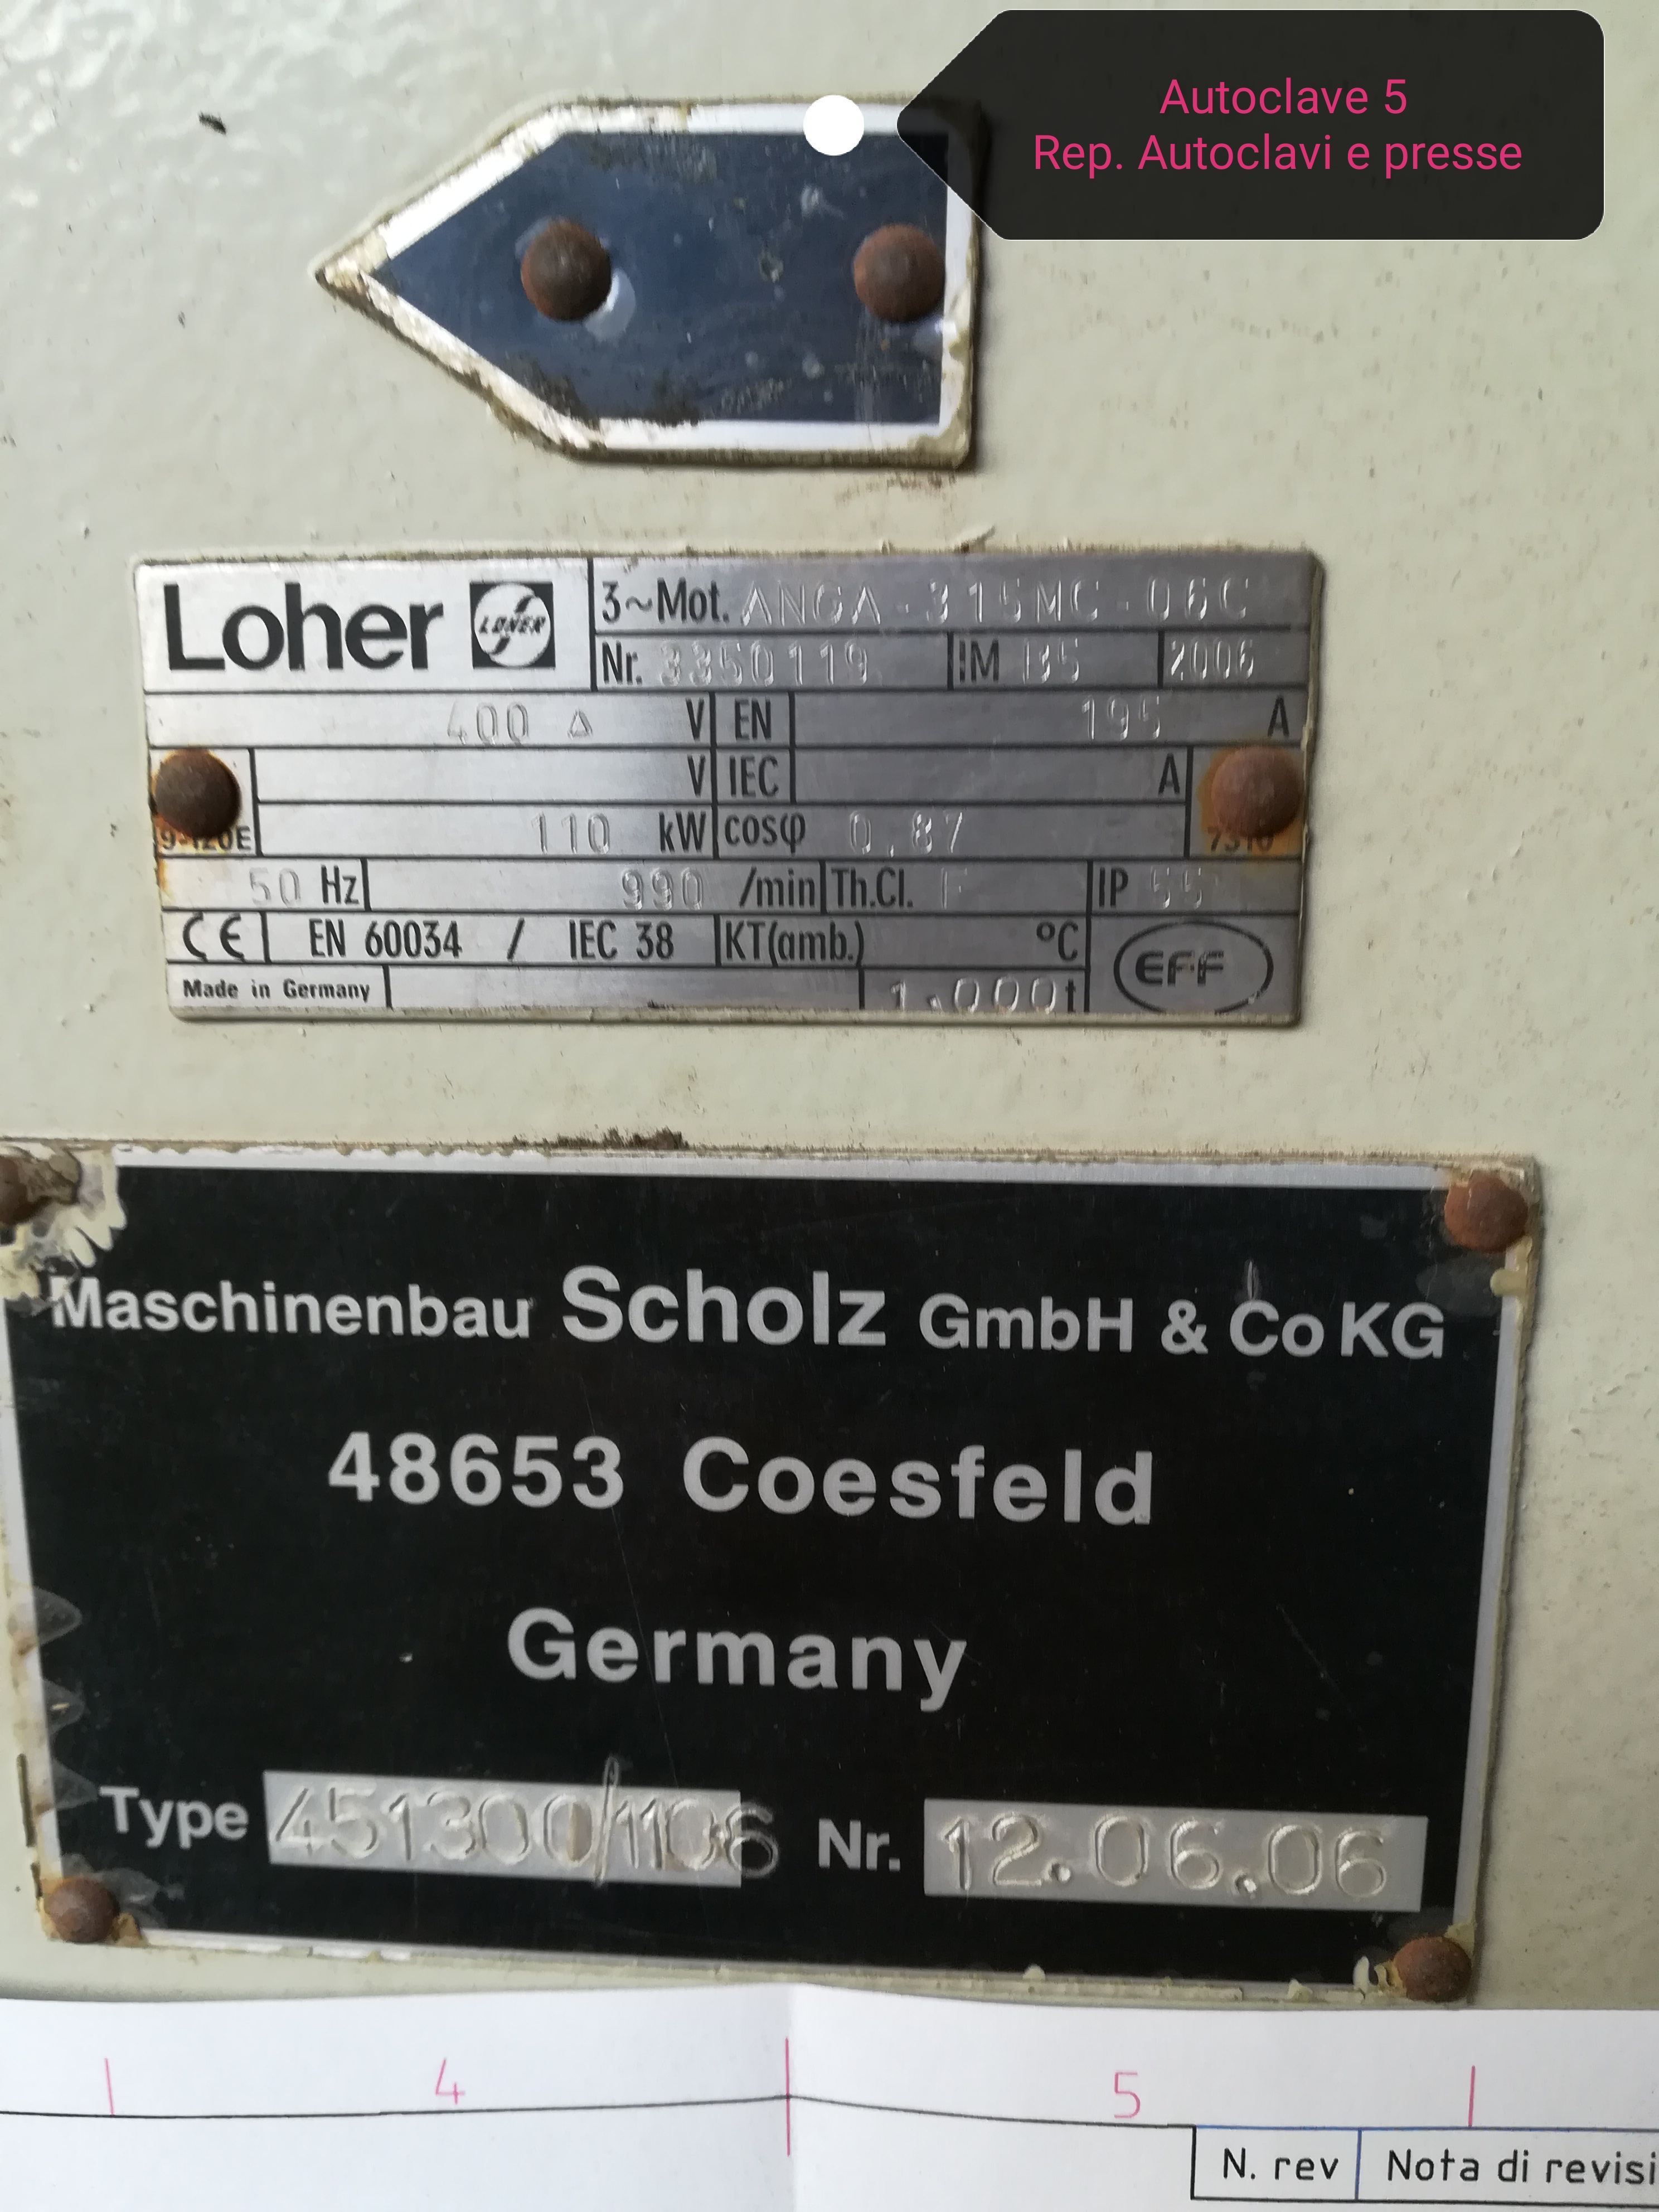 Autoclave 5
Rep. Autoclavi e presse
Loher LOHER
3~Mot. ANGA-315MC-06C
Nr. 3350119 IM B5 2006
400 △ V EN 195 A
V IEC A
110 kW cosφ 0,87
50 Hz 990 /min Th.Cl. F IP 55
CE EN 60034 / IEC 38 KT(amb.) °C
EFF
Made in Germany 1.000t
Maschinenbau Scholz GmbH & Co KG
48653 Coesfeld
Germany
Type 451300/1106 Nr. 12.06.06
4 5
N. rev Nota di revisi